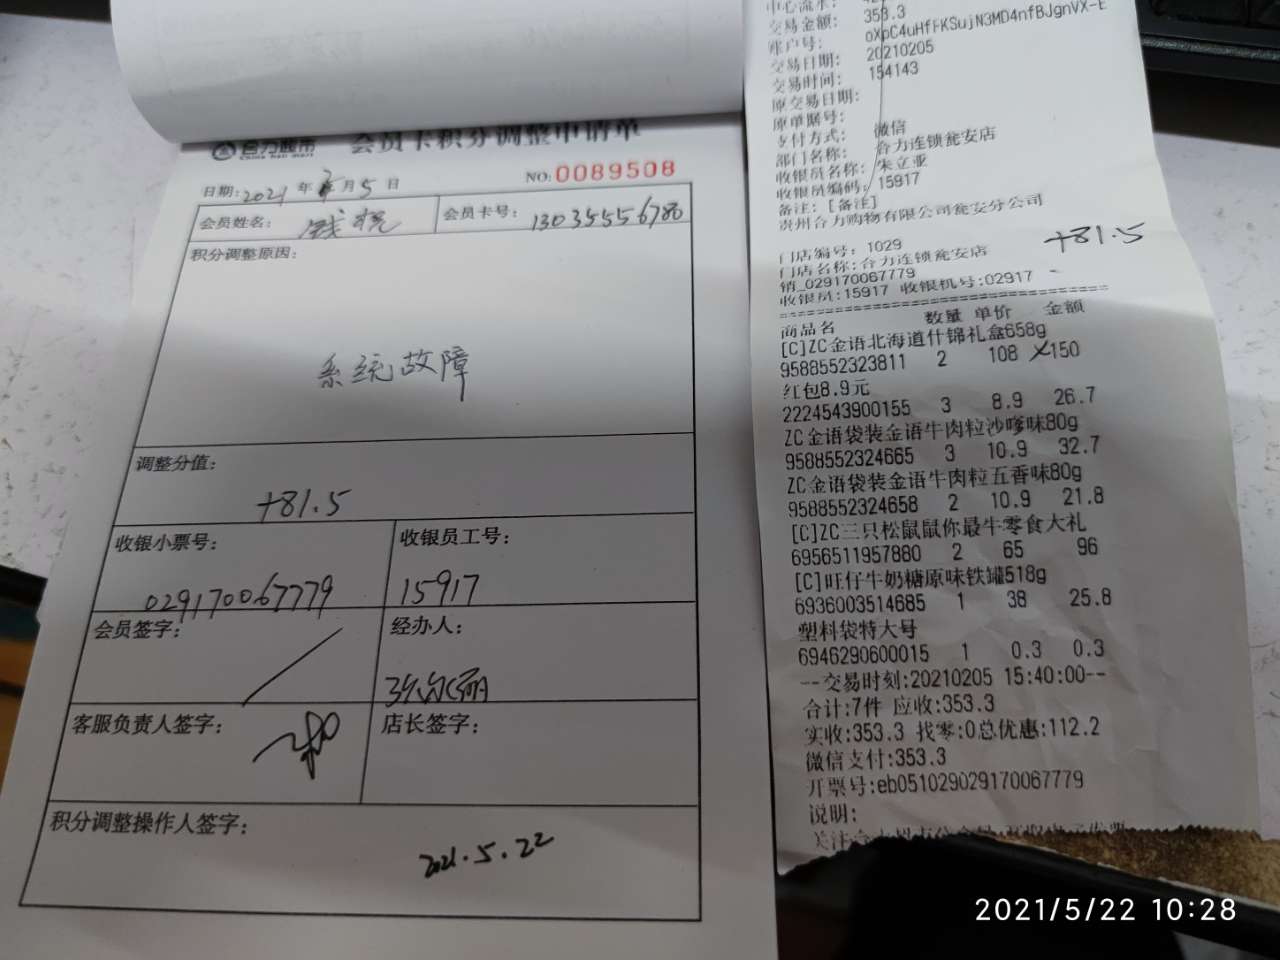 合力超市
CHINA HELI MART
会员卡积分调整申请单
NO:0089508
日期:2021年 月5日
会员姓名:
会员卡号: 13035556780
积分调整原因:
系统故障
调整分值:
+81.5
收银小票号:
029170067779
收银员工号:
15917
会员签字:
经办人:
客服负责人签字:
店长签字:
积分调整操作人签字:
2021.5.22
中心流水:
交易金额: 353.3
账户号: oXpC4uHfFKSujN3MD4nfBJgnVX-E
交易日期: 20210205
交易时间: 154143
原交易日期:
原单据号:
支付方式: 微信
部门名称: 合力连锁瓮安店
收银员名称: 朱立亚
收银员编码: 15917
备注: [备注]
贵州合力购物有限公司瓮安分公司
+81.5
门店编号: 1029
门店名称:合力连锁瓮安店
销_029170067779
收银员:15917 收银机号:02917
商品名 数量 单价 金额
[C]ZC金语北海道什锦礼盒658g
9588552323811 2 108 150
红包8.9元
2224543900155 3 8.9 26.7
ZC金语袋装金语牛肉粒沙嗲味80g
9588552324665 3 10.9 32.7
ZC金语袋装金语牛肉粒五香味80g
9588552324658 2 10.9 21.8
[C]ZC三只松鼠鼠你最牛零食大礼
6956511957880 2 65 96
[C]旺仔牛奶糖原味铁罐518g
6936003514685 1 38 25.8
塑料袋特大号
6946290600015 1 0.3 0.3
--交易时刻:20210205 15:40:00--
合计:7件 应收:353.3
实收:353.3 找零:0总优惠:112.2
微信支付:353.3
开票号:eb051029029170067779
说明:
2021/5/22 10:28